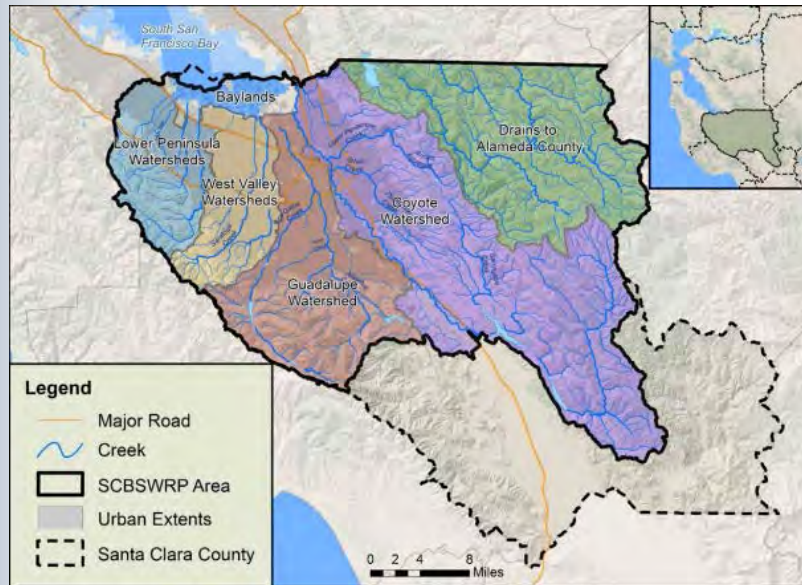 South San
Francisco Bay
Baylands
Lower Peninsula
Watersheds
West Valley
Watersheds
Drains to
Alameda County
Coyote
Watershed
Guadalupe
Watershed
Legend
Major Road
Creek
SCBSWRP Area
Urban Extents
Santa Clara County
0 2 4 8
Miles